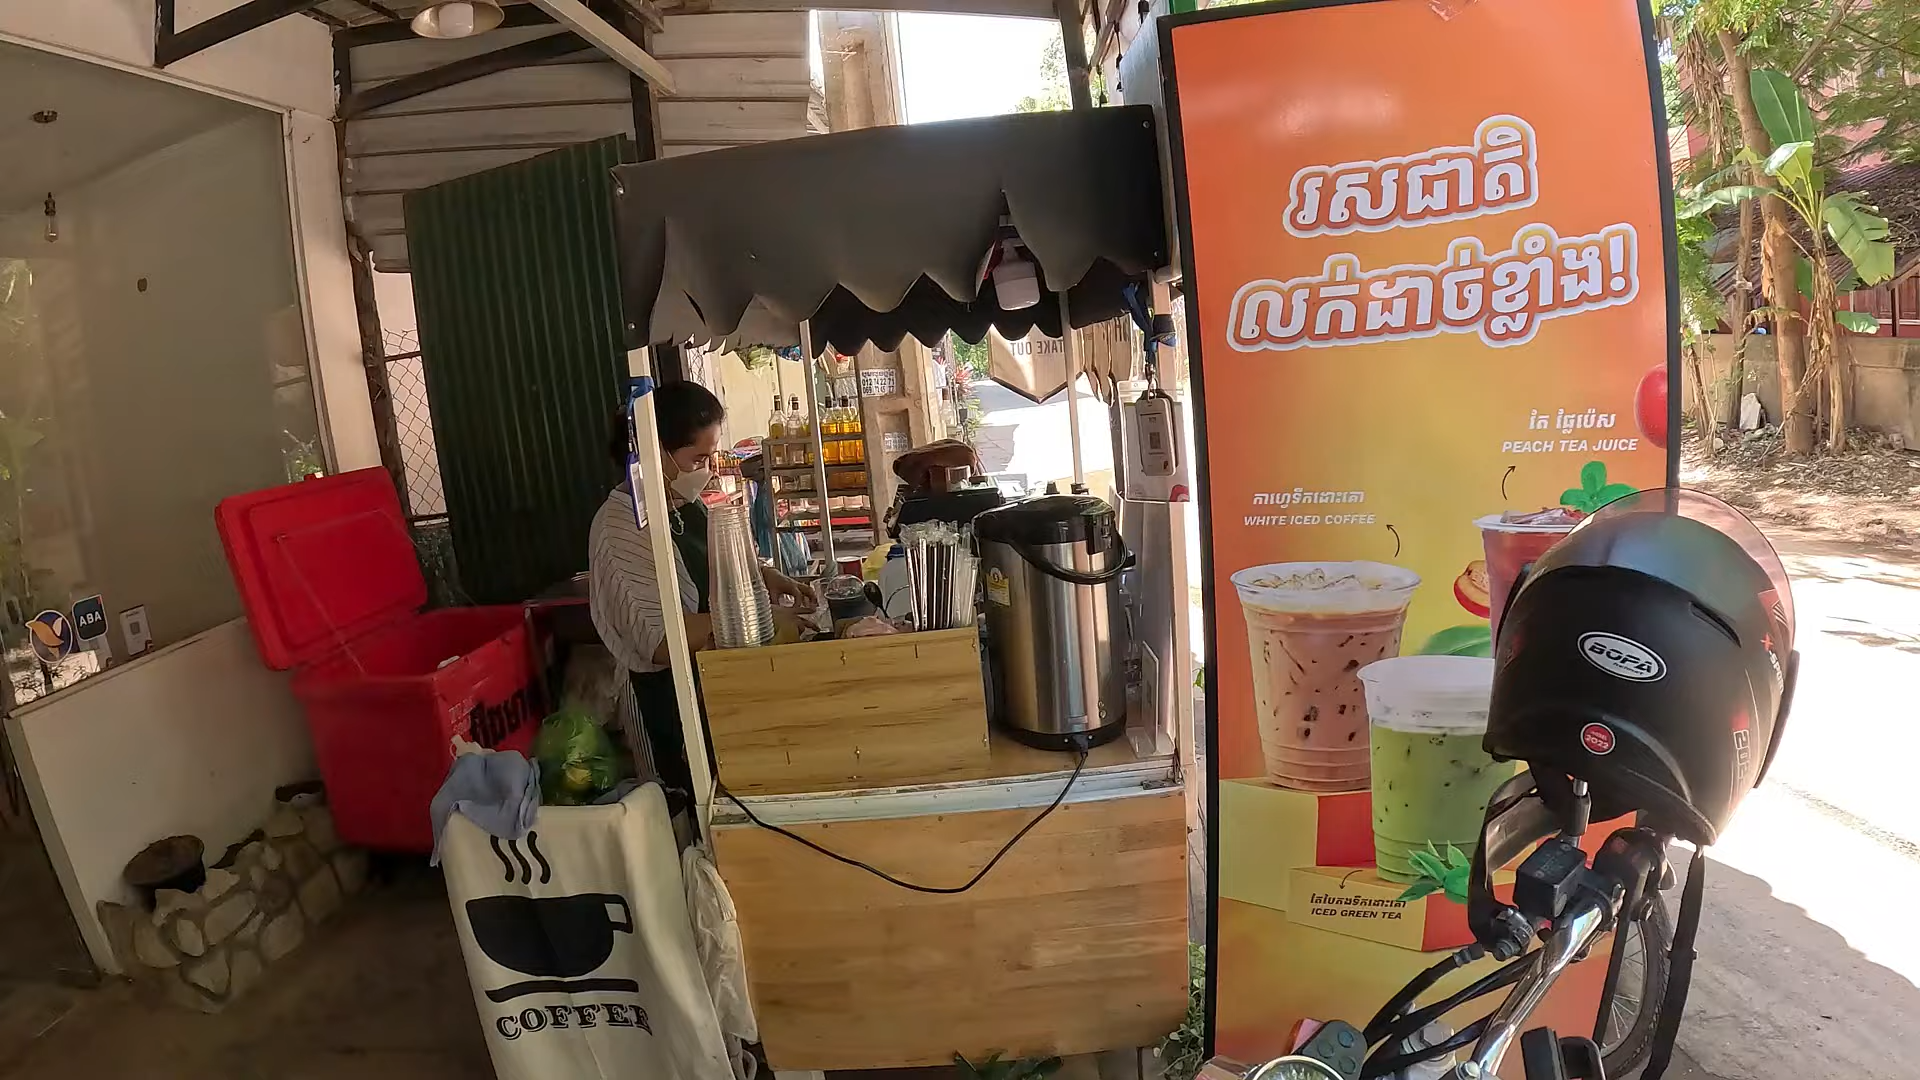 រសជាតិ
លក់ដាច់ខ្លាំង!
តែ ផ្លែប៉េស
PEACH TEA JUICE
កាហ្វេទឹកដោះគោ
WHITE ICED COFFEE
តែបៃតងទឹកដោះគោ
ICED GREEN TEA
BOPA
2022
TAKE OUT
ABA
COFFEE